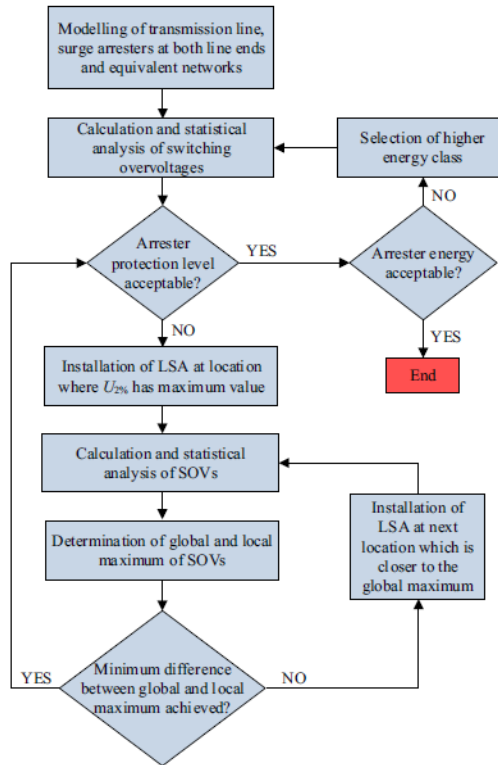 Modelling of transmission line,
surge arresters at both line ends
and equivalent networks
Calculation and statistical
analysis of switching
overvoltages
Selection of higher
energy class
NO
Arrester
protection level
acceptable?
YES
Arrester energy
acceptable?
NO
YES
Installation of LSA at location
where U2% has maximum value
End
Calculation and statistical
analysis of SOVs
Installation of
LSA at next
location which is
closer to the
global maximum
Determination of global and local
maximum of SOVs
YES
Minimum difference
between global and local
maximum achieved?
NO